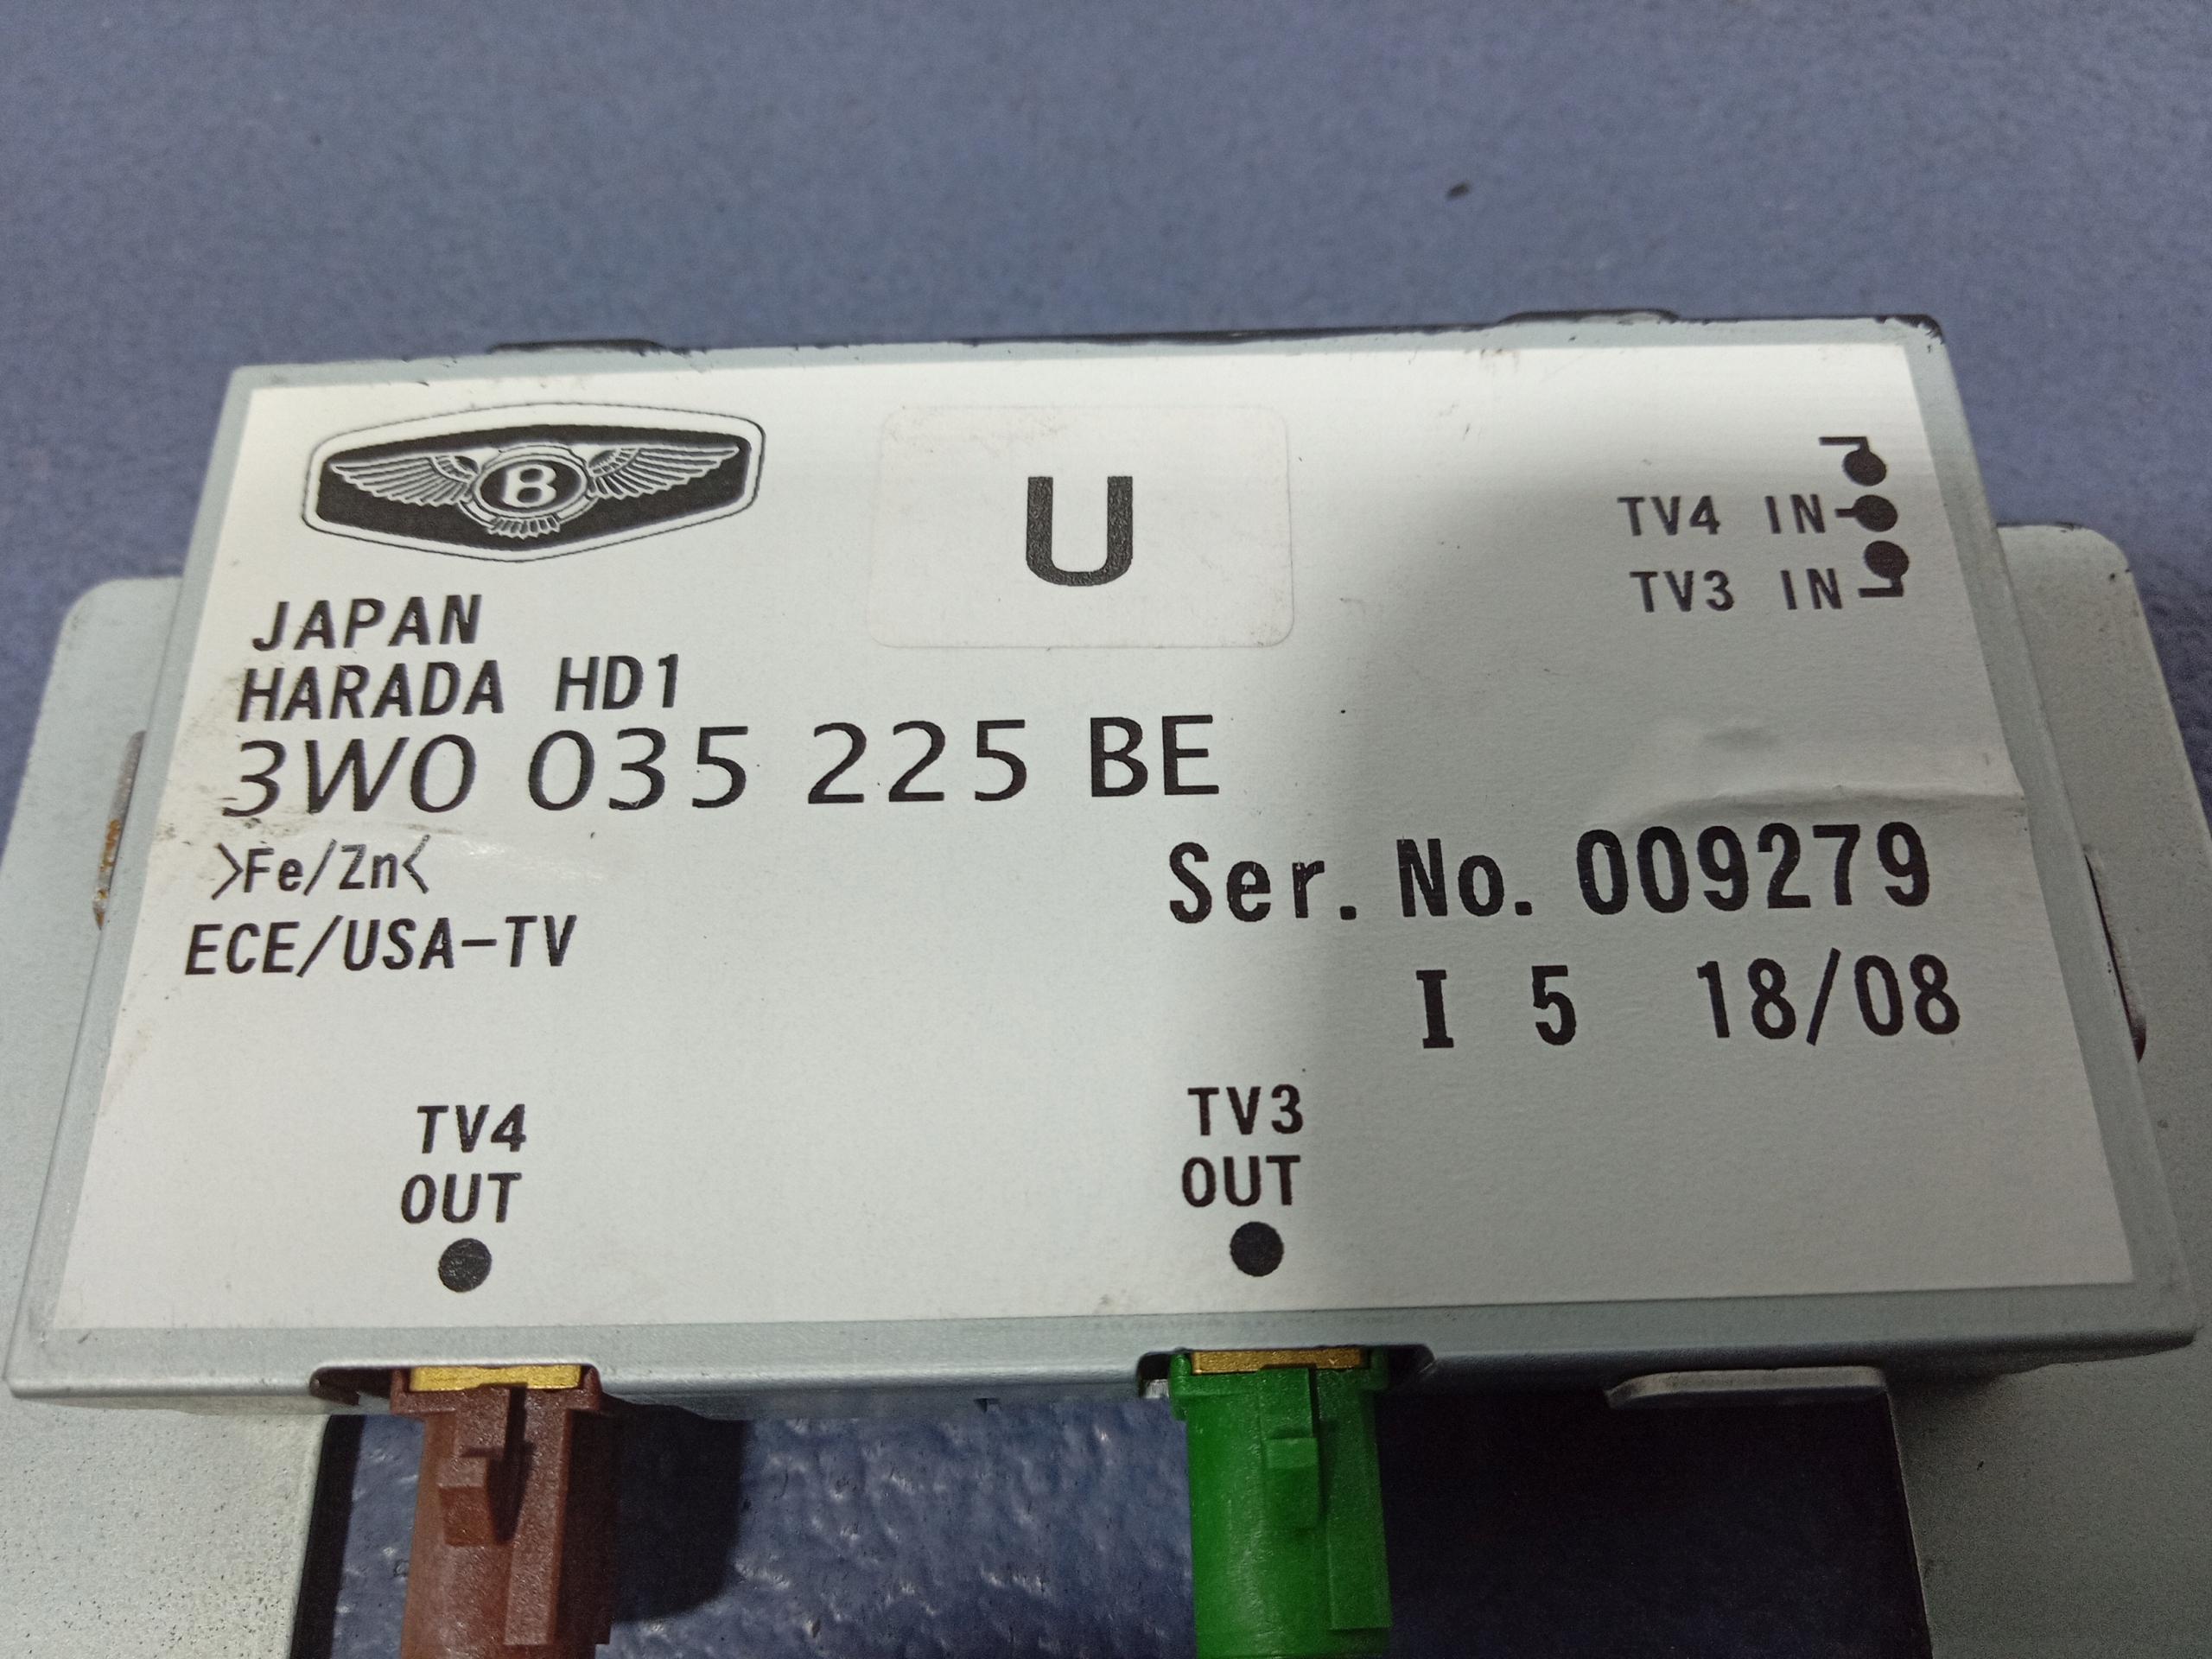 B
U
TV4 IN
TV3 IN
JAPAN
HARADA HD1
3W0 035 225 BE
>Fe/Zn<
ECE/USA-TV
Ser. No. 009279
I 5 18/08
TV4
OUT
TV3
OUT